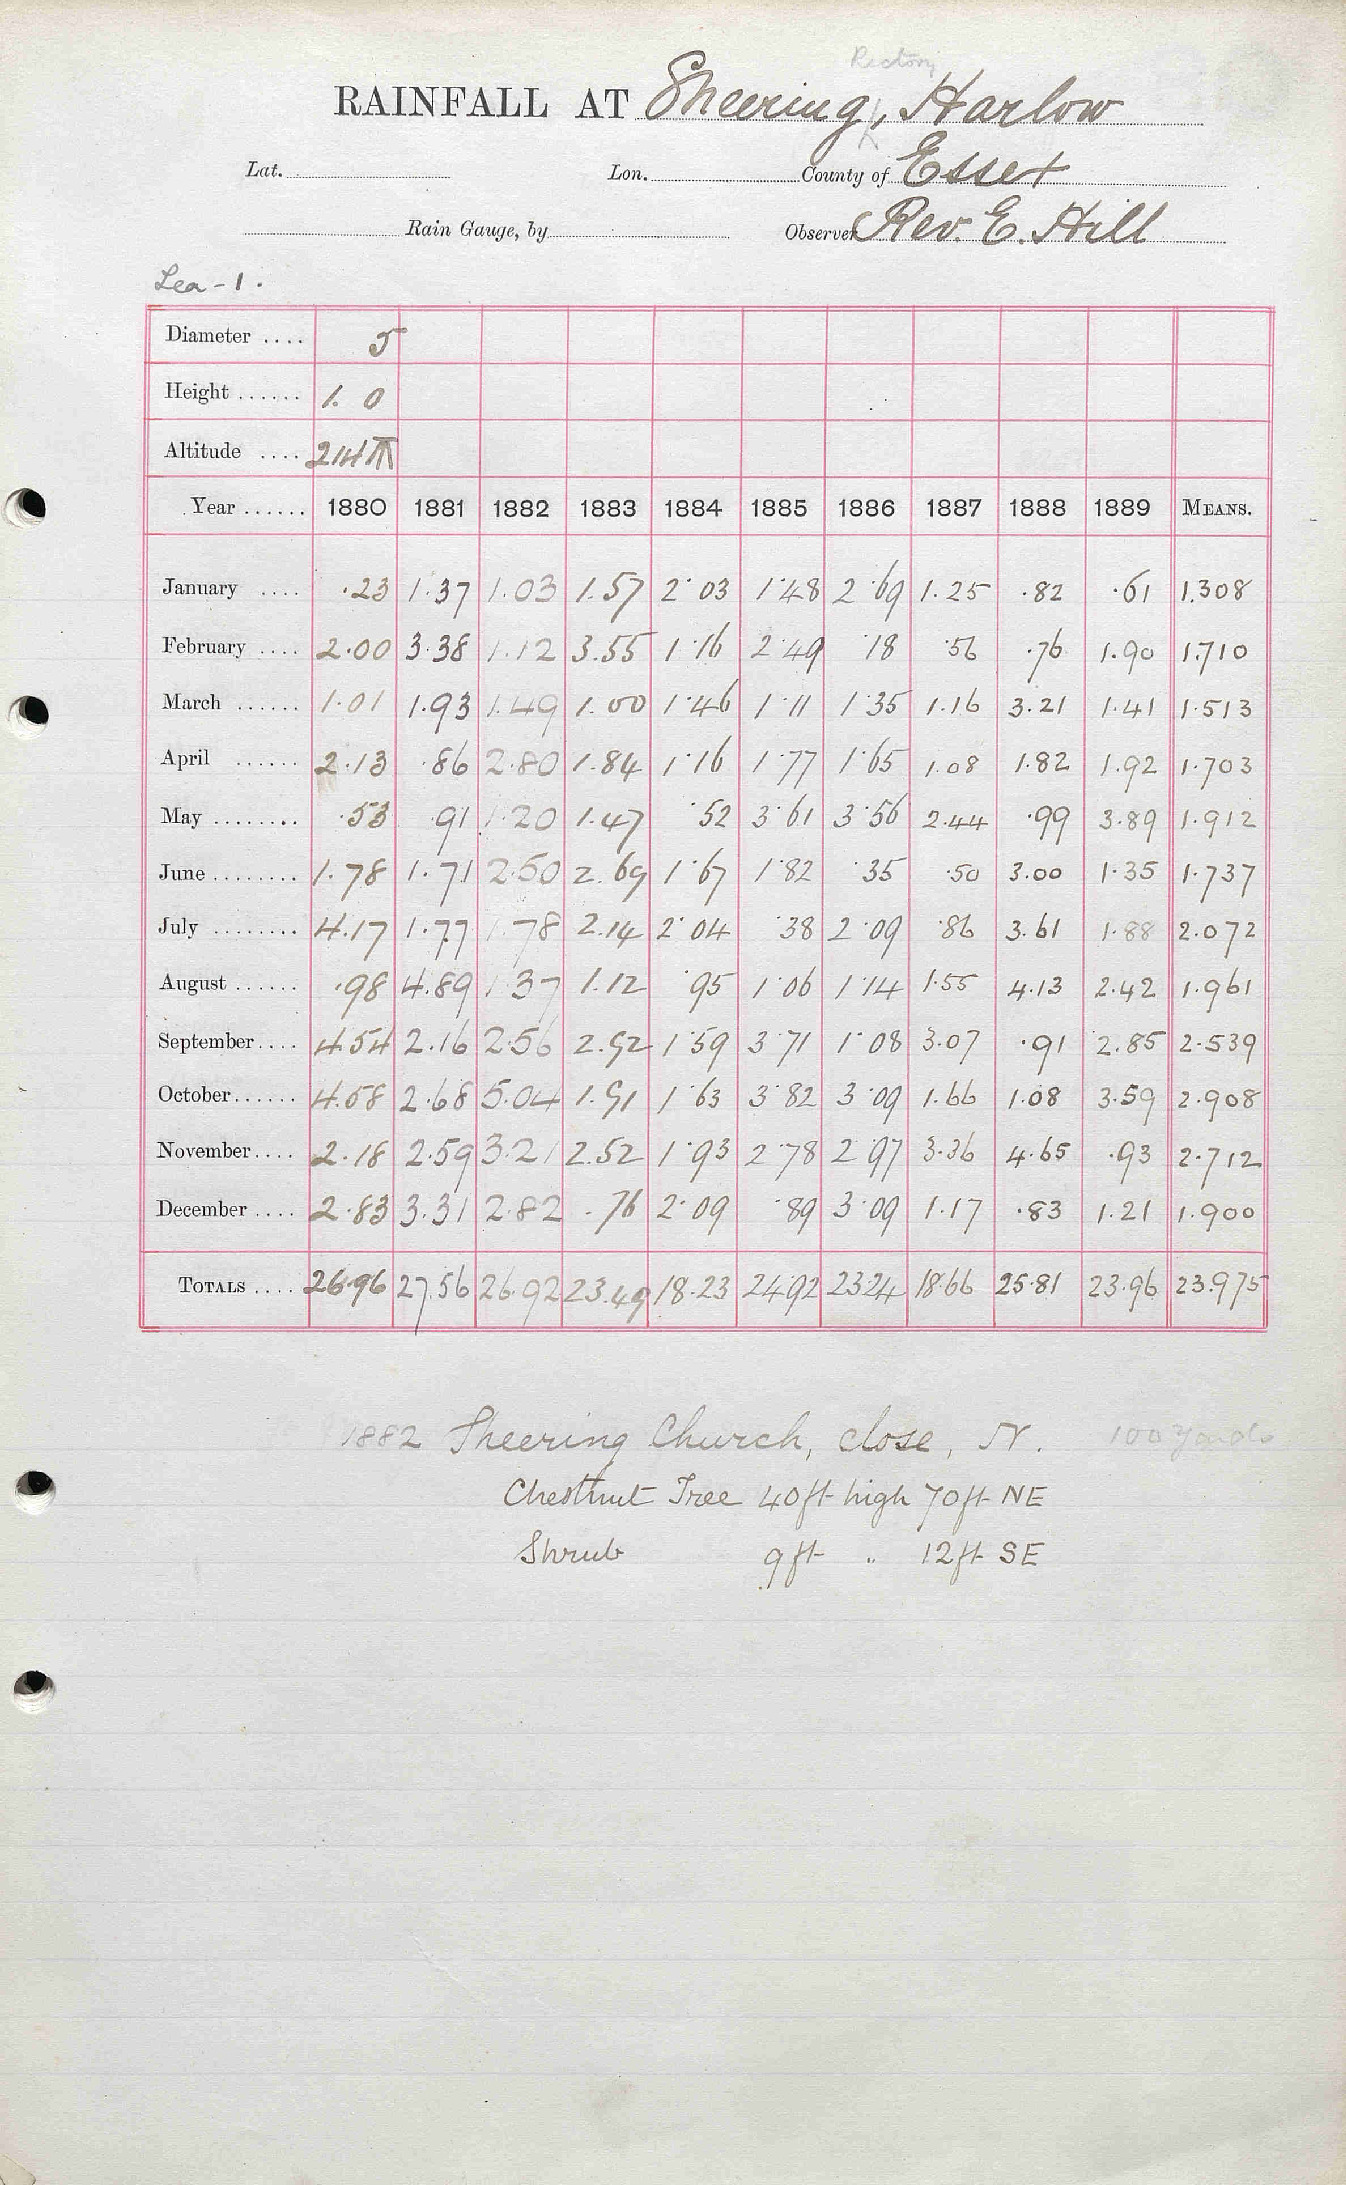 Rectory
RAINFALL AT Sheering, Harlow
Lat. Lon. County of Essex
Rain Gauge, by Observer Rev. E. Hill
Lea - 1.
Diameter .... 5
Height ...... 1. 0
Altitude .... 214
Year ...... 1880 1881 1882 1883 1884 1885 1886 1887 1888 1889 MEANS.
January .... ·23 1·37 1.03 1.57 2·03 1·48 2·69 1.25 ·82 ·61 1.308
February .... 2·00 3·38 1.12 3.55 1·16 2·49 ·18 ·56 ·76 1.90 1.710
March ...... 1·01 1.93 1.49 1.00 1·46 1·11 1·35 1.16 3.21 1.41 1.513
April ...... 2.13 ·86 2.80 1.84 1·16 1·77 1·65 1.08 1.82 1.92 1.703
May ........ ·53 ·91 1·20 1.47 ·52 3·61 3·56 2.44 ·99 3.89 1.912
June ........ 1.78 1.71 2.50 2.69 1·67 1·82 ·35 ·50 3.00 1.35 1.737
July ........ 4.17 1.77 1.78 2.14 2·04 ·38 2·09 ·86 3.61 1.88 2.072
August ...... ·98 4.89 1.37 1.12 ·95 1·06 1·14 1.55 4.13 2.42 1.961
September .... 4.54 2.16 2.56 2.92 1·59 3·71 1·08 3.07 ·91 2.85 2.539
October ...... 4.58 2.68 5.04 1.91 1·63 3·82 3·09 1.66 1.08 3.59 2.908
November .... 2.18 2.59 3.21 2.52 1·93 2·78 2·97 3.36 4.65 ·93 2.712
December .... 2.83 3.31 2.82 .76 2·09 ·89 3·09 1.17 ·83 1.21 1.900
TOTALS .... 26.96 27.56 26.92 23.49 18.23 24.92 23.24 18.66 25.81 23.96 23.975
1882 Sheering Church, close, N. 100 yards
Chestnut Tree 40ft high 70ft NE
Shrub 9ft " 12ft SE